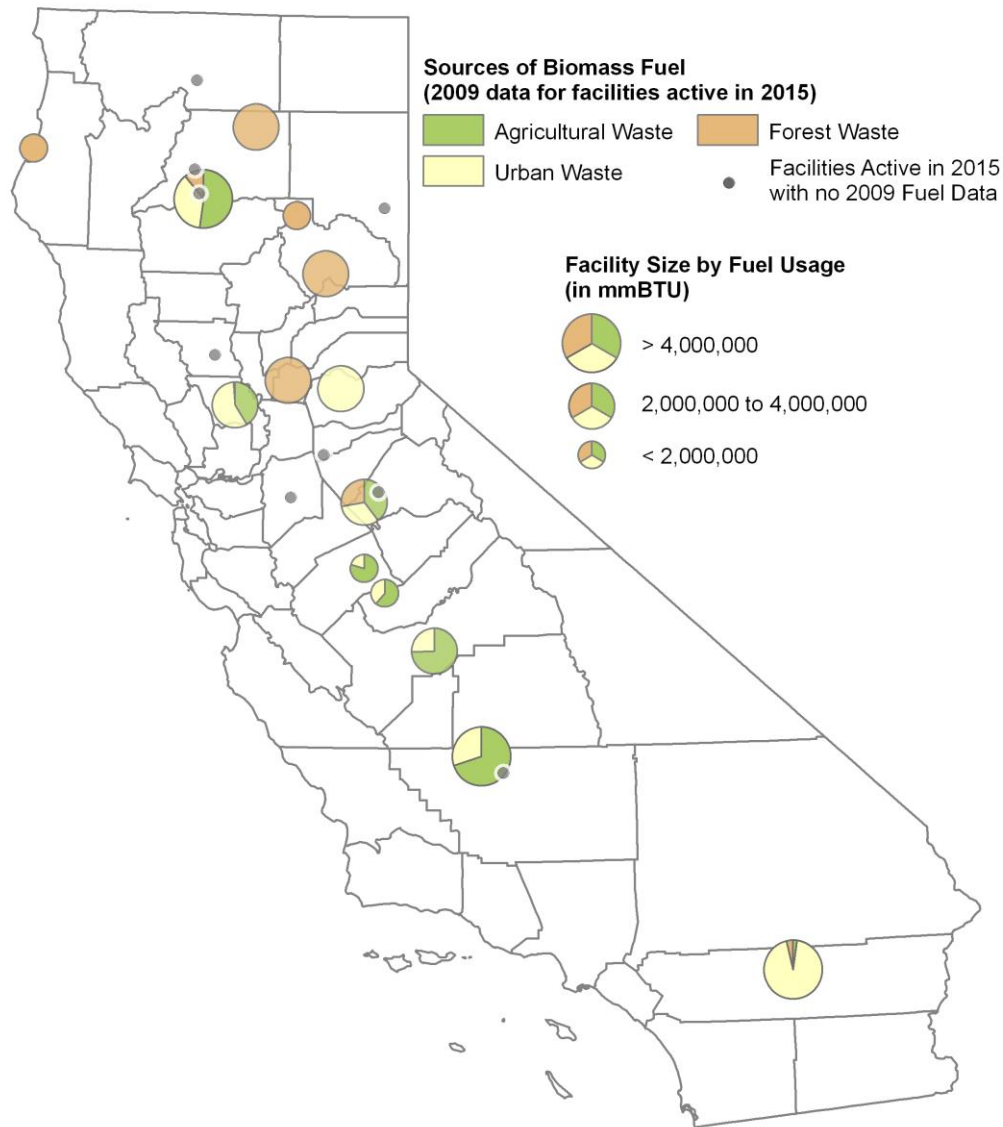 Sources of Biomass Fuel
(2009 data for facilities active in 2015)
Agricultural Waste
Forest Waste
Urban Waste
Facilities Active in 2015
with no 2009 Fuel Data
Facility Size by Fuel Usage
(in mmBTU)
> 4,000,000
2,000,000 to 4,000,000
< 2,000,000